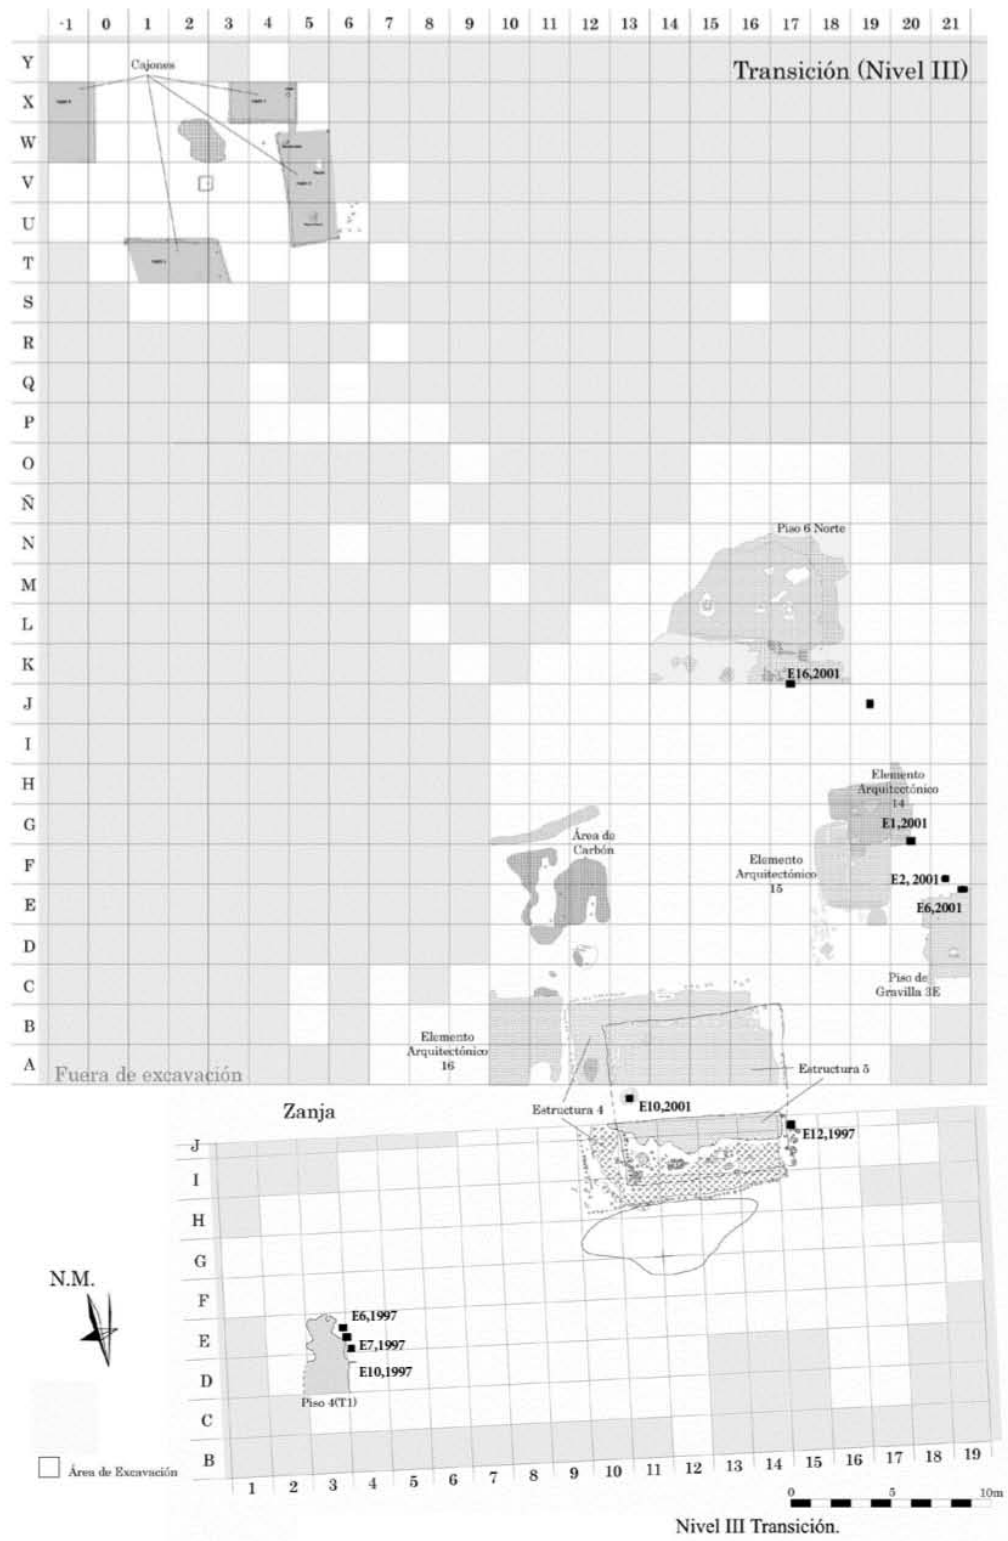 -1 0 1 2 3 4 5 6 7 8 9 10 11 12 13 14 15 16 17 18 19 20 21
Y
X
W
V
U
T
S
R
Q
P
O
Ñ
N
M
L
K
J
I
H
G
F
E
D
C
B
A
Transición (Nivel III)
Cajones
Piso 6 Norte
E16,2001
Elemento
Arquitectónico
14
E1,2001
Área de
Carbón
Elemento
Arquitectónico
15
E2, 2001
E6,2001
Piso de
Gravilla 3E
Elemento
Arquitectónico
16
Fuera de excavación
Estructura 5
Zanja
Estructura 4
E10,2001
E12,1997
J
I
H
G
F
E
D
C
B
N.M.
E6,1997
E7,1997
E10,1997
Piso 4(T1)
1 2 3 4 5 6 7 8 9 10 11 12 13 14 15 16 17 18 19
Área de Excavación
0 5 10m
Nivel III Transición.